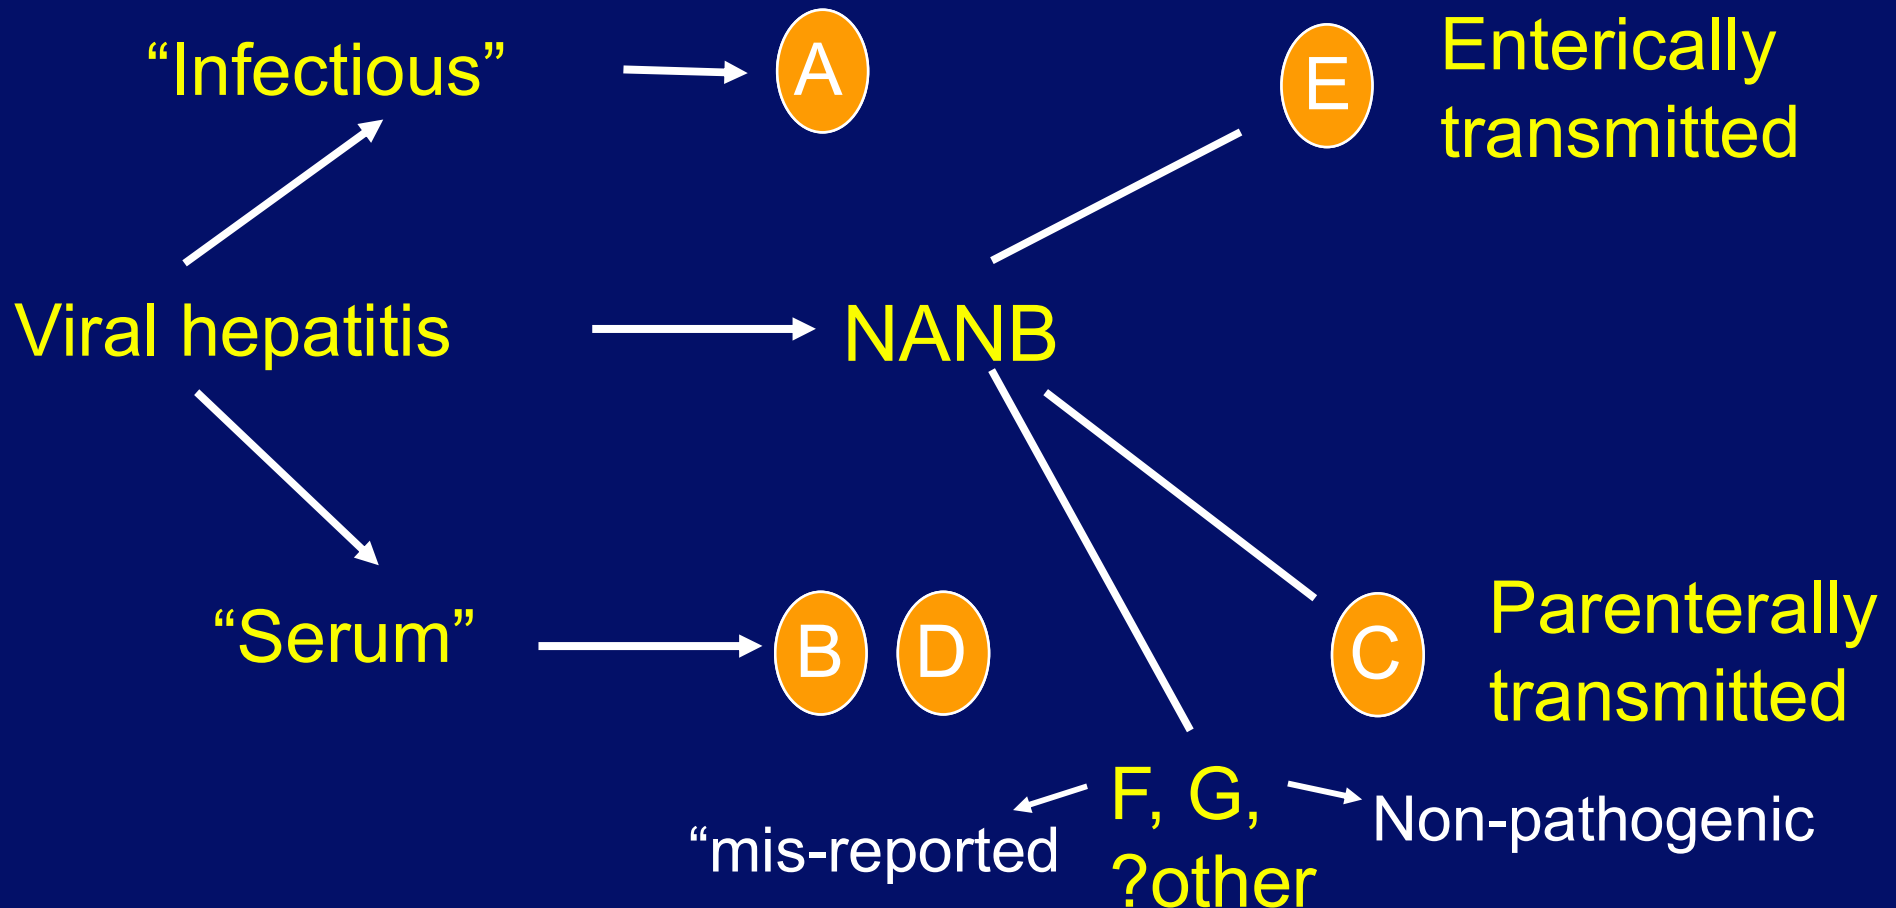 “Infectious”
A
E
Enterically
transmitted
Viral hepatitis
NANB
“Serum”
B
D
C
Parenterally
transmitted
F, G,
?other
“mis-reported
Non-pathogenic